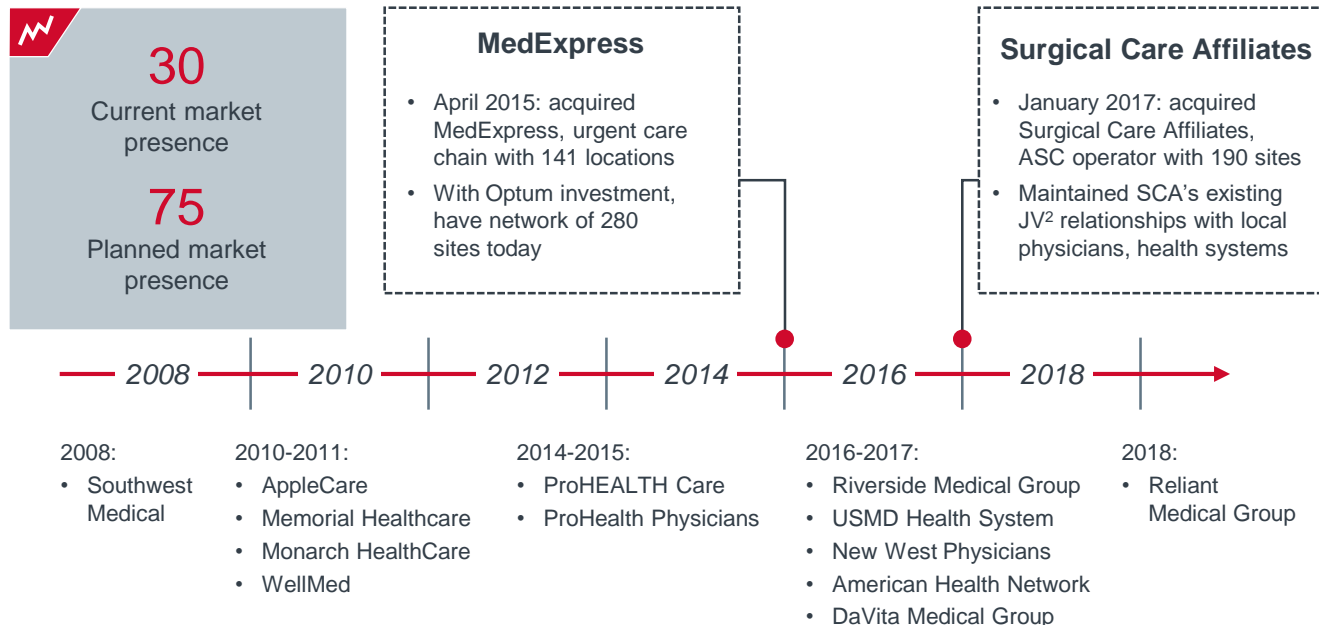 30
Current market
presence
75
Planned market
presence
MedExpress
• April 2015: acquired
MedExpress, urgent care
chain with 141 locations
• With Optum investment,
have network of 280
sites today
Surgical Care Affiliates
• January 2017: acquired
Surgical Care Affiliates,
ASC operator with 190 sites
• Maintained SCA’s existing
JV² relationships with local
physicians, health systems
2008 2010 2012 2014 2016 2018
2008:
• Southwest
Medical
2010-2011:
• AppleCare
• Memorial Healthcare
• Monarch HealthCare
• WellMed
2014-2015:
• ProHEALTH Care
• ProHealth Physicians
2016-2017:
• Riverside Medical Group
• USMD Health System
• New West Physicians
• American Health Network
• DaVita Medical Group
2018:
• Reliant
Medical Group